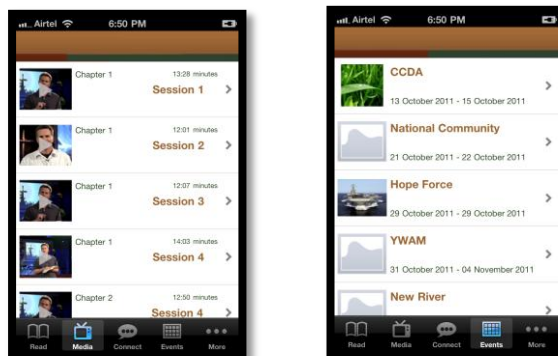 Airtel 6:50 PM
Chapter 1 13:28 minutes
Session 1
Chapter 1 12:01 minutes
Session 2
Chapter 1 12:07 minutes
Session 3
Chapter 1 14:03 minutes
Session 4
Chapter 2 12:50 minutes
Session 4
Read Media Connect Events More
Airtel 6:50 PM
CCDA
13 October 2011 - 15 October 2011
National Community
21 October 2011 - 22 October 2011
Hope Force
29 October 2011 - 29 October 2011
YWAM
31 October 2011 - 04 November 2011
New River
Read Media Connect Events More